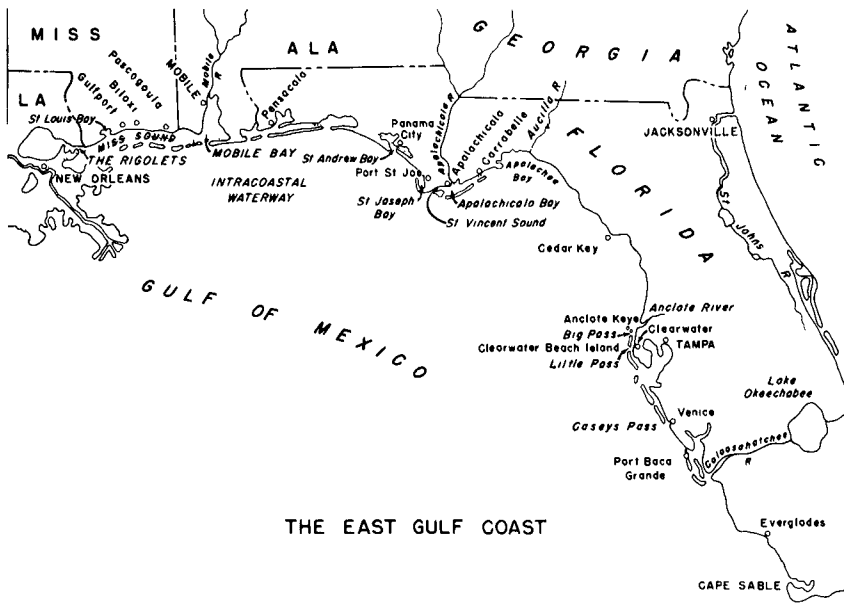 MISS
ALA
GEORGIA
ATLANTIC
OCEAN
LA
St Louis Bay
Gulfport
Biloxi
Pascogoula
MOBILE
Mobile
R
Pensacola
MISS SOUND
THE RIGOLETS
NEW ORLEANS
MOBILE BAY
INTRACOASTAL
WATERWAY
Panama
City
St Andrew Bay
Port St Joe
St Joseph
Bay
Apalachicola R
Apalachicola
Carrabelle
Aucilla R
Apalachee
Bay
Apalachicola Bay
St Vincent Sound
JACKSONVILLE
St
Johns
R
FLORIDA
Cedar Key
GULF OF MEXICO
Anclote River
Anclote Keye
Big Pass
Clearwater
Clearwater Beach Island
TAMPA
Little Pass
Lake
Okeechabee
Venice
Caseys Pass
Caloosahatchee
R
Port Baca
Grande
THE EAST GULF COAST
Everglades
CAPE SABLE